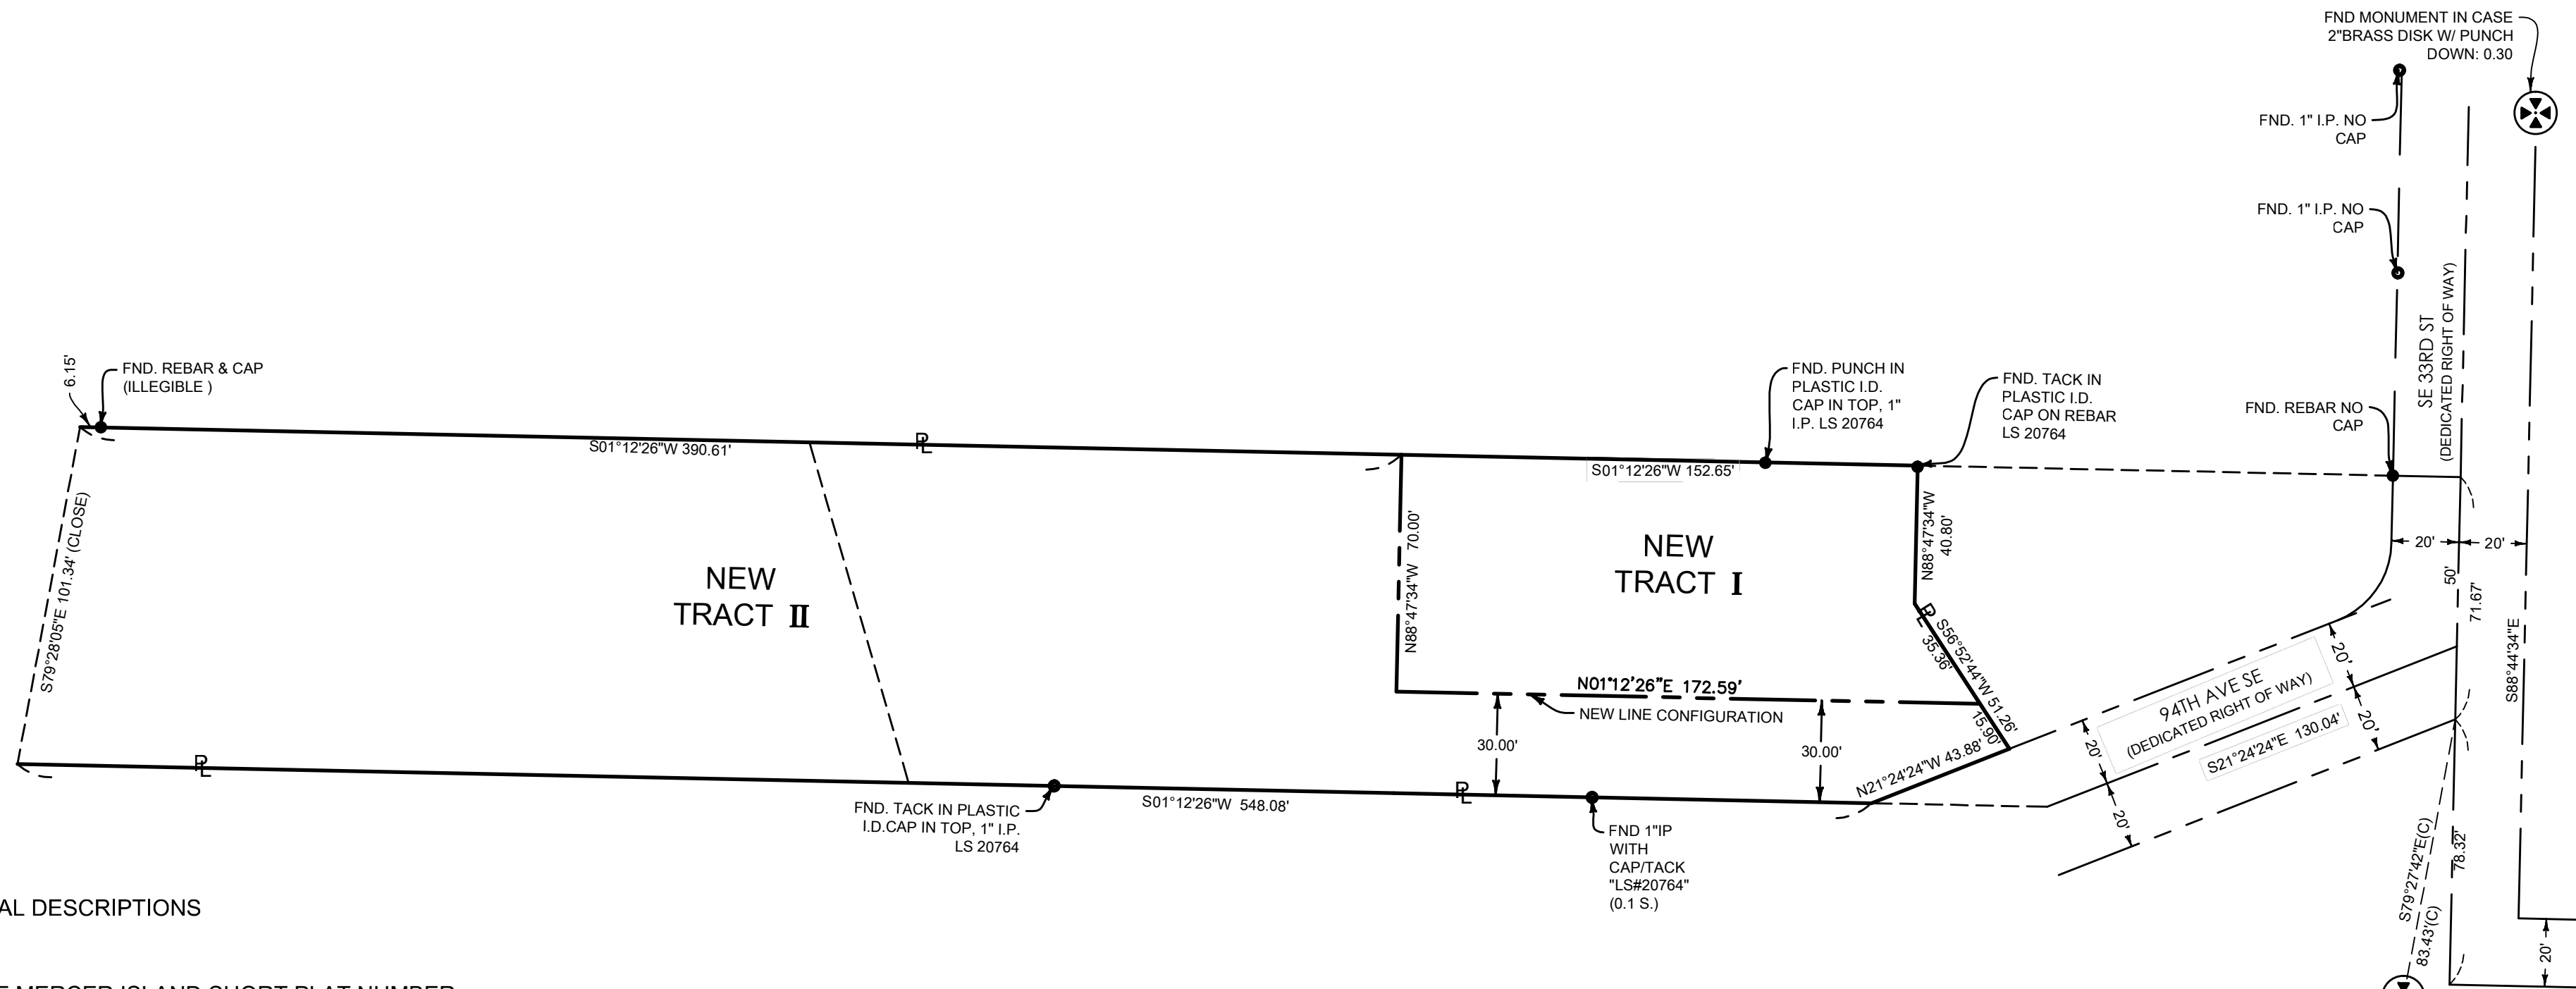 FND MONUMENT IN CASE
2"BRASS DISK W/ PUNCH
DOWN: 0.30
FND. 1" I.P. NO
CAP
FND. 1" I.P. NO
CAP
SE 33RD ST
(DEDICATED RIGHT OF WAY)
6.15'
FND. REBAR & CAP
(ILLEGIBLE )
FND. PUNCH IN
PLASTIC I.D.
CAP IN TOP, 1"
I.P. LS 20764
FND. TACK IN
PLASTIC I.D.
CAP ON REBAR
LS 20764
FND. REBAR NO
CAP
S01°12'26"W 390.61'
PL
S01°12'26"W 152.65'
S79°28'05"E 101.34' (CLOSE)
NEW
TRACT II
N88°47'34"W 70.00'
NEW
TRACT I
N88°47'34"W
40.80'
PL
S56°52'44"W 51.26'
35.36'
15.90'
20'
20'
50'
71.67'
S88°44'34"E
N01°12'26"E 172.59'
NEW LINE CONFIGURATION
30.00'
30.00'
N21°24'24"W 43.88'
94TH AVE SE
(DEDICATED RIGHT OF WAY)
S21°24'24"E 130.04'
20'
20'
20'
20'
PL
FND. TACK IN PLASTIC
I.D.CAP IN TOP, 1" I.P.
LS 20764
S01°12'26"W 548.08'
PL
FND 1"IP
WITH
CAP/TACK
"LS#20764"
(0.1 S.)
S79°27'42"E(C)
83.43'(C)
78.32'
20'
AL DESCRIPTIONS
E MERCER ISLAND SHORT PLAT NUMBER